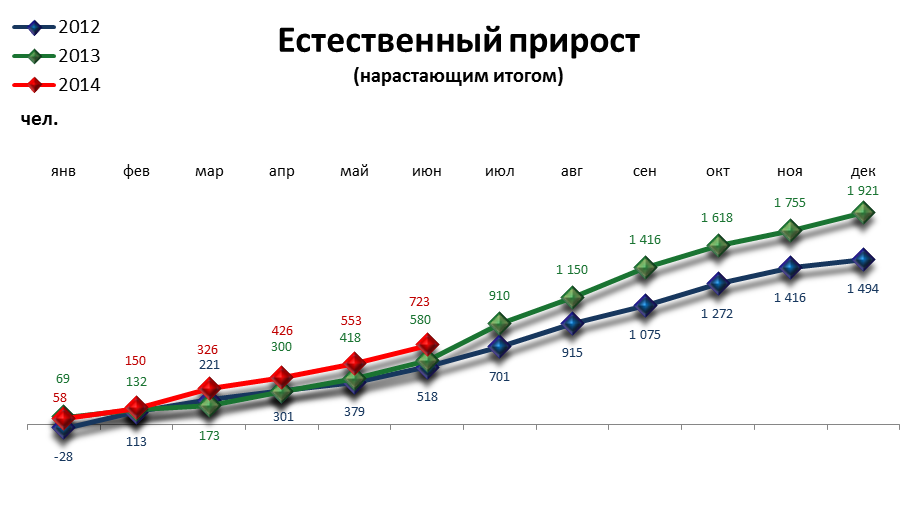 2012
2013
2014
Естественный прирост
(нарастающим итогом)
чел.
янв фев мар апр май июн июл авг сен окт ноя дек
69 132 173 300 418 580 910 1 150 1 416 1 618 1 755 1 921
58 150 326 426 553 723
-28 113 221 301 379 518 701 915 1 075 1 272 1 416 1 494